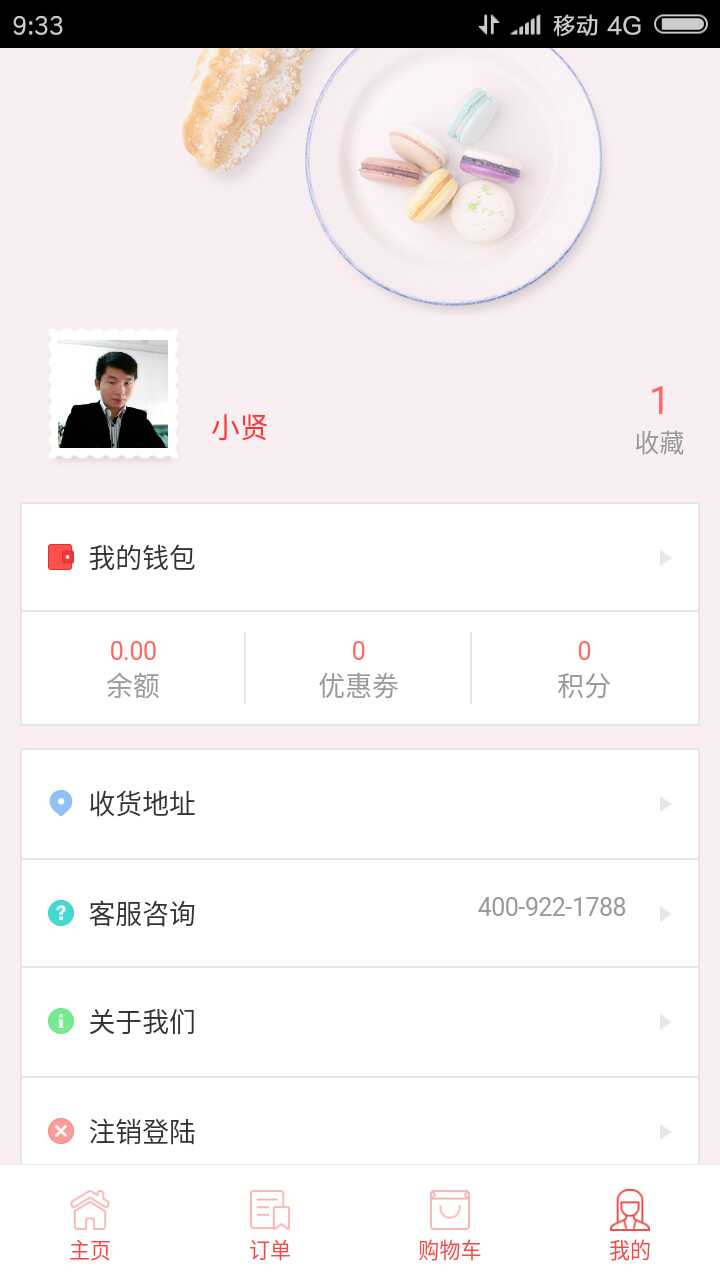 9:33 移动 4G
小贤
1
收藏
我的钱包
0.00 0 0
余额 优惠劵 积分
收货地址
客服咨询 400-922-1788
关于我们
注销登陆
主页 订单 购物车 我的